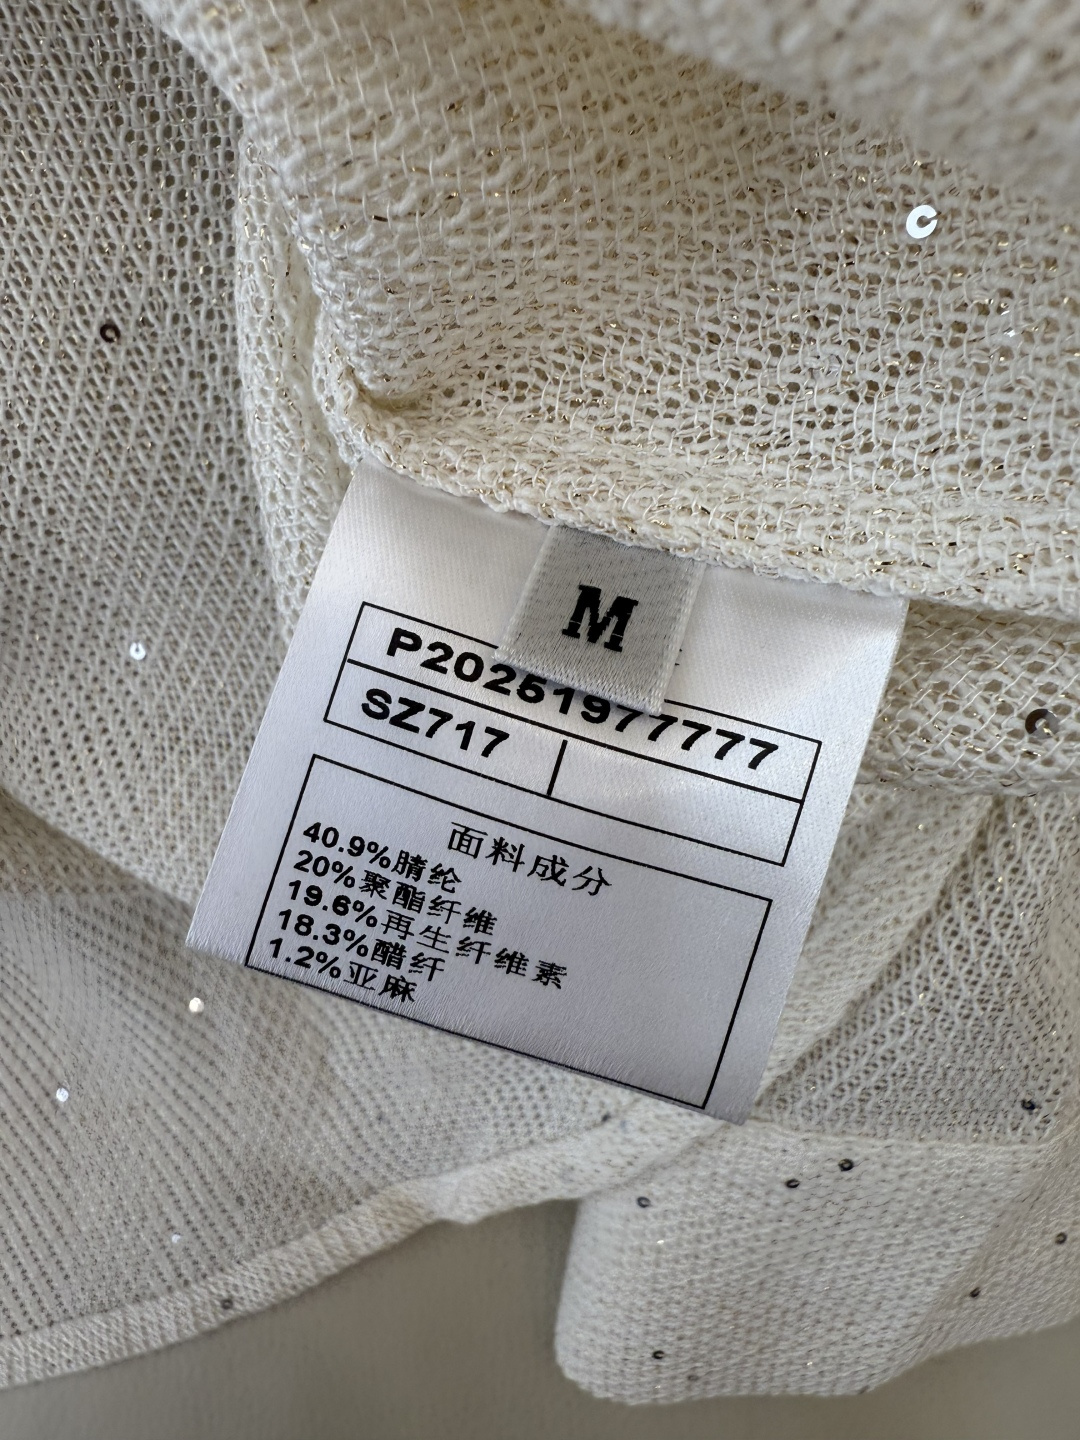 M
P20251977777
SZ717
面料成分
40.9%腈纶
20%聚酯纤维
19.6%再生纤维素
18.3%醋纤
1.2%亚麻